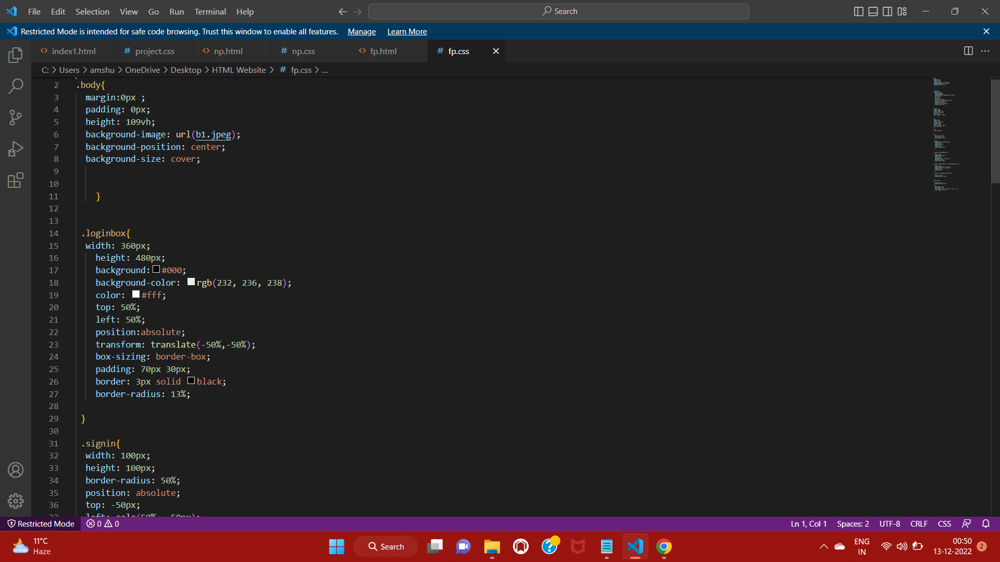 File Edit Selection View Go Run Terminal Help Search
Restricted Mode is intended for safe code browsing. Trust this window to enable all features. Manage Learn More
index1.html # project.css np.html # np.css fp.html # fp.css
C: > Users > amshu > OneDrive > Desktop > HTML Website > # fp.css > ...
2 .body{
3 margin:0px ;
4 padding: 0px;
5 height: 109vh;
6 background-image: url(b1.jpeg);
7 background-position: center;
8 background-size: cover;
9
10
11 }
12
13
14 .loginbox{
15 width: 360px;
16 height: 480px;
17 background: #000;
18 background-color: rgb(232, 236, 238);
19 color: #fff;
20 top: 50%;
21 left: 50%;
22 position:absolute;
23 transform: translate(-50%,-50%);
24 box-sizing: border-box;
25 padding: 70px 30px;
26 border: 3px solid black;
27 border-radius: 13%;
28
29 }
30
31 .signin{
32 width: 100px;
33 height: 100px;
34 border-radius: 50%;
35 position: absolute;
36 top: -50px;
37 left: calc(50% - 50px);
Restricted Mode 0 0 Ln 1, Col 1 Spaces: 2 UTF-8 CRLF CSS
11°C
Haze
Search
ENG
IN
00:50
13-12-2022
2